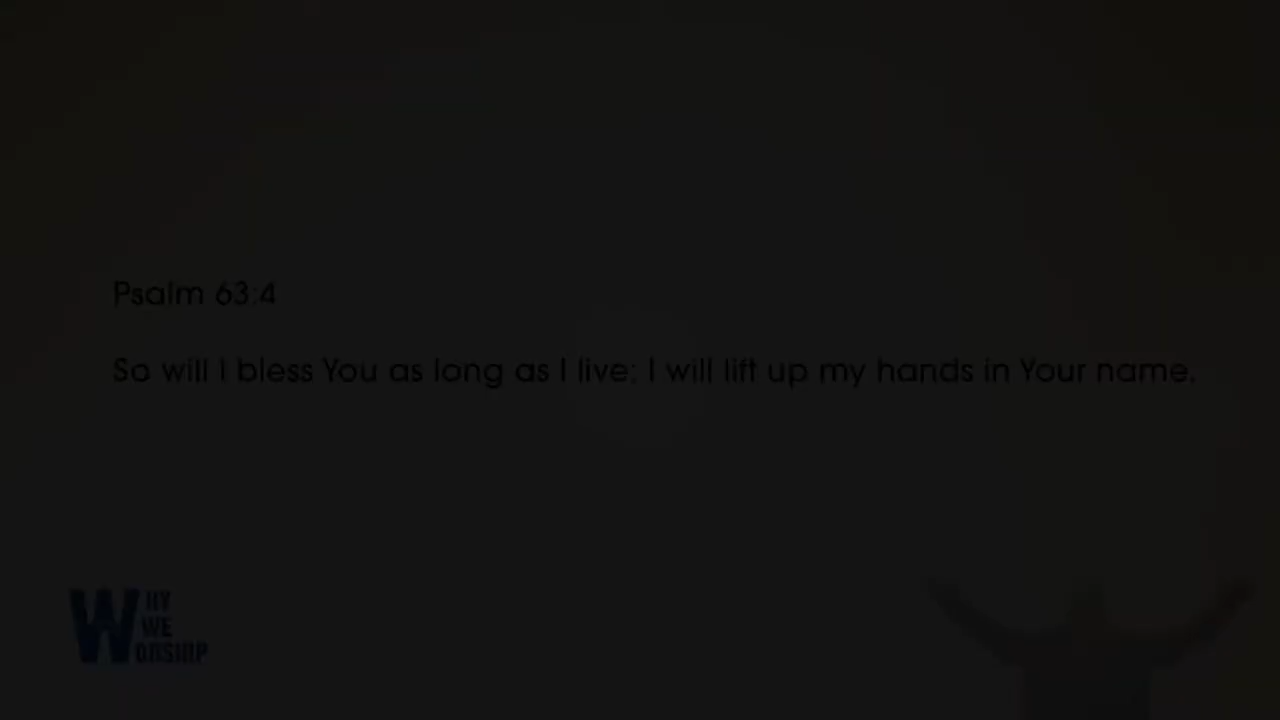 Psalm 63:4
So will I bless You as long as I live; I will lift up my hands in Your name.
WHY
WE
WORSHIP